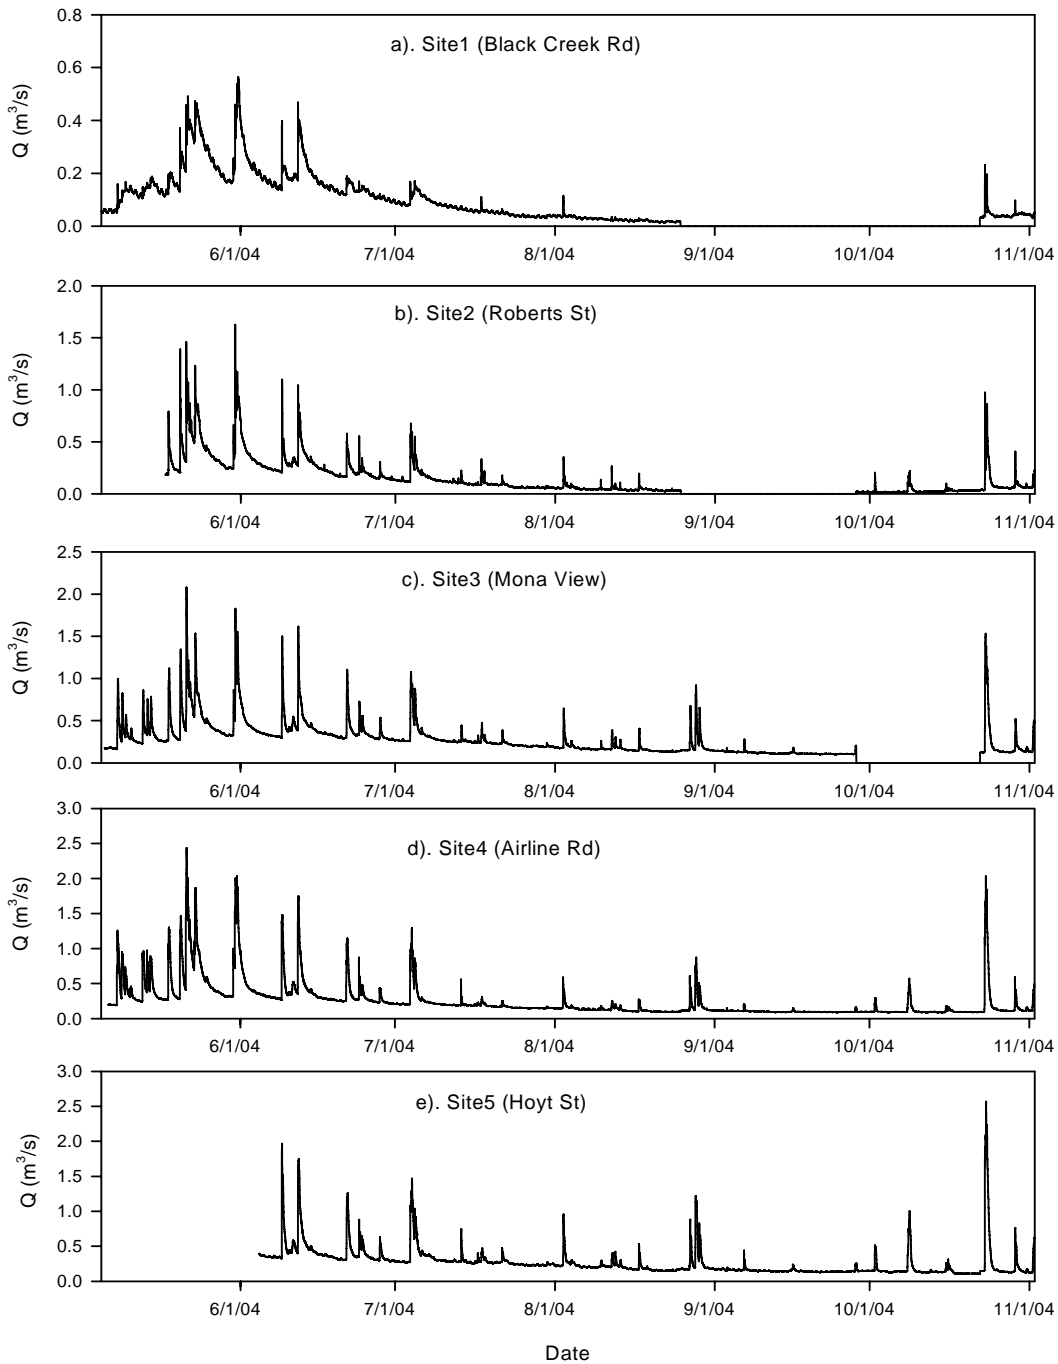 a). Site1 (Black Creek Rd)
Q (m³/s)
0.8
0.6
0.4
0.2
0.0
6/1/04 7/1/04 8/1/04 9/1/04 10/1/04 11/1/04
b). Site2 (Roberts St)
Q (m³/s)
2.0
1.5
1.0
0.5
0.0
6/1/04 7/1/04 8/1/04 9/1/04 10/1/04 11/1/04
c). Site3 (Mona View)
Q (m³/s)
2.5
2.0
1.5
1.0
0.5
0.0
6/1/04 7/1/04 8/1/04 9/1/04 10/1/04 11/1/04
d). Site4 (Airline Rd)
Q (m³/s)
3.0
2.5
2.0
1.5
1.0
0.5
0.0
6/1/04 7/1/04 8/1/04 9/1/04 10/1/04 11/1/04
e). Site5 (Hoyt St)
Q (m³/s)
3.0
2.5
2.0
1.5
1.0
0.5
0.0
6/1/04 7/1/04 8/1/04 9/1/04 10/1/04 11/1/04
Date